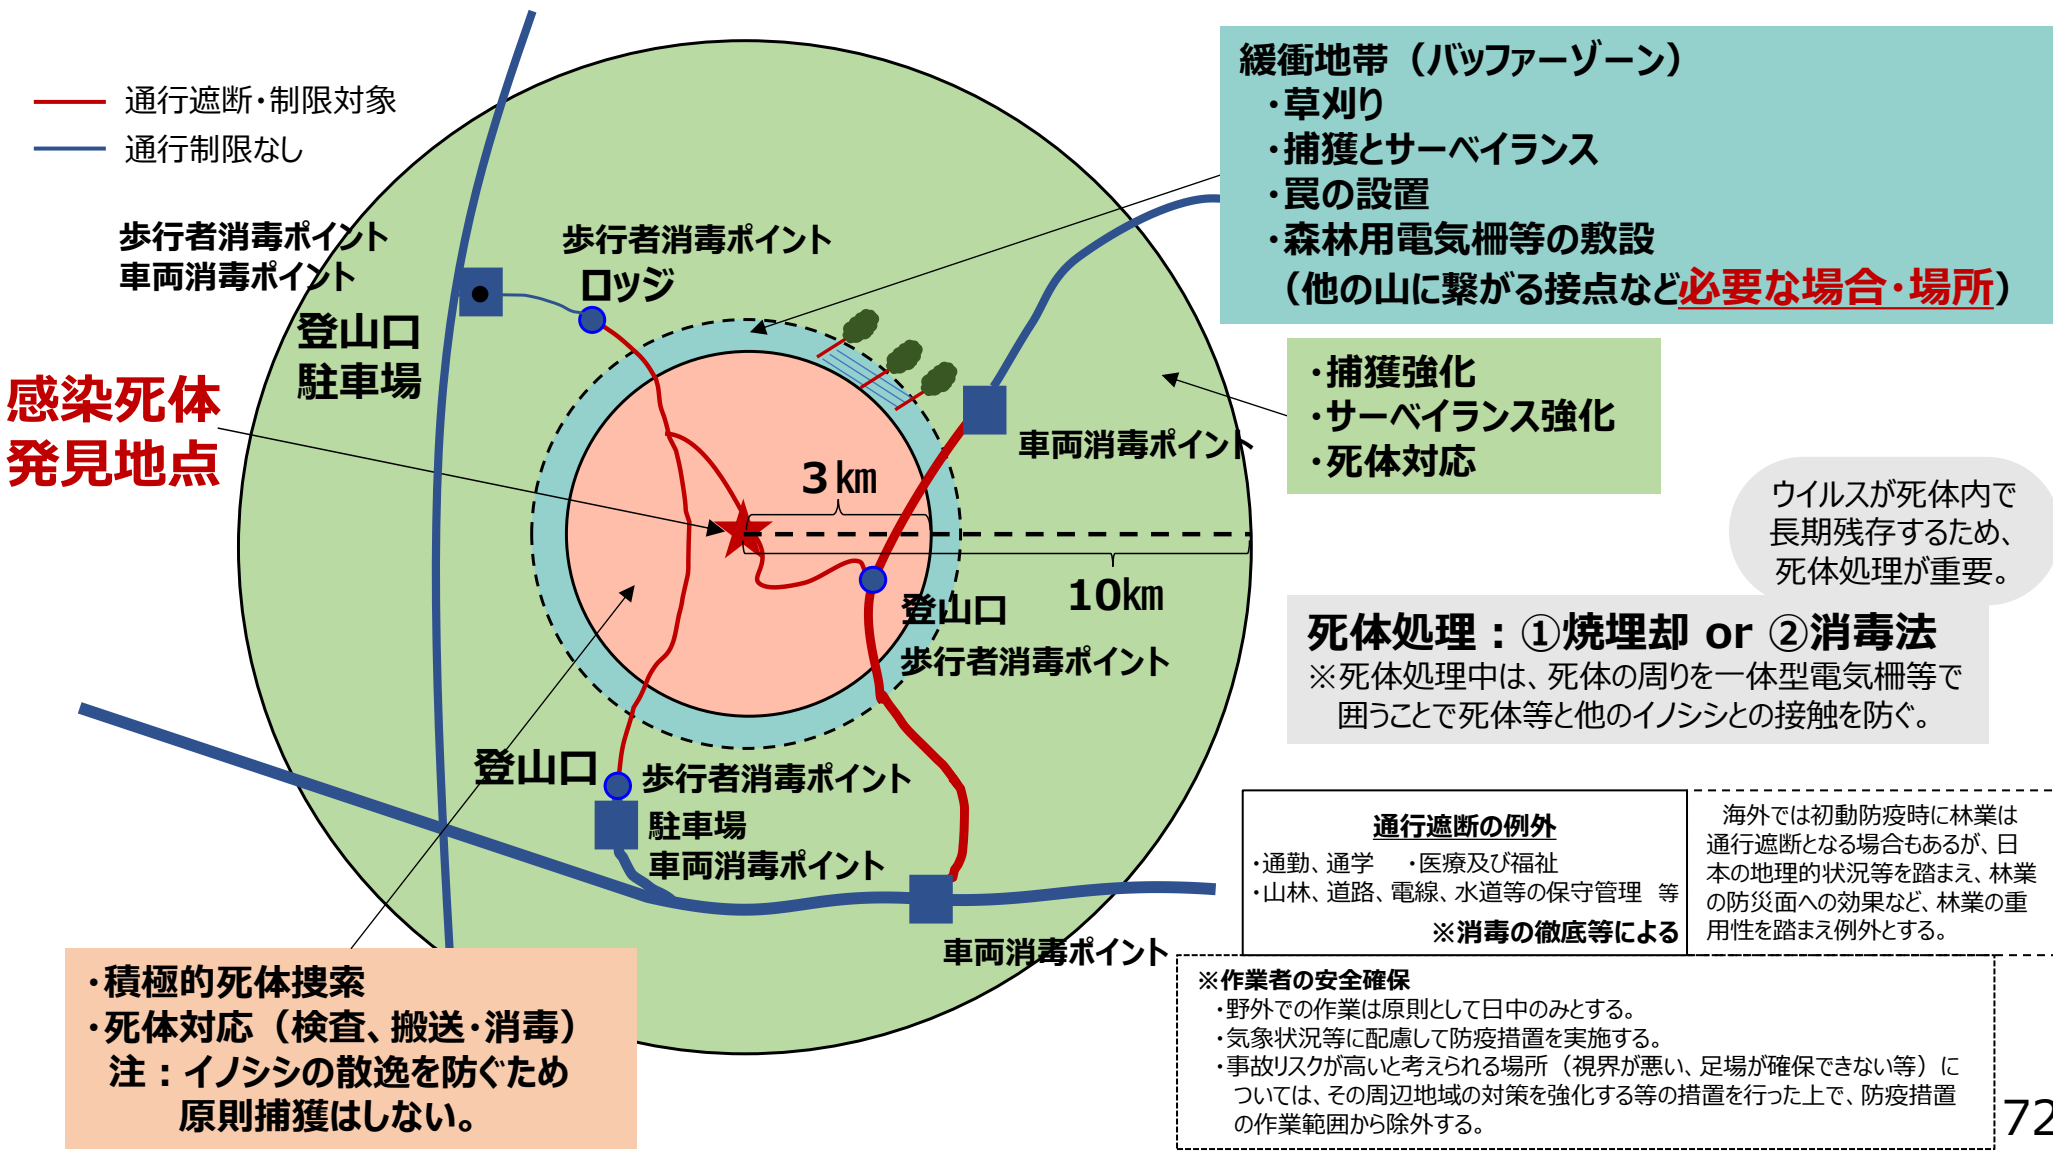 通行遮断・制限対象
通行制限なし
歩行者消毒ポイント
車両消毒ポイント
登山口
駐車場
歩行者消毒ポイント
ロッジ
感染死体
発見地点
緩衝地帯（バッファーゾーン）
・草刈り
・捕獲とサーベイランス
・罠の設置
・森林用電気柵等の敷設
（他の山に繋がる接点など必要な場合・場所）
・捕獲強化
・サーベイランス強化
・死体対応
車両消毒ポイント
3㎞
10㎞
登山口
歩行者消毒ポイント
ウイルスが死体内で
長期残存するため、
死体処理が重要。
死体処理：①焼埋却 or ②消毒法
※死体処理中は、死体の周りを一体型電気柵等で
囲うことで死体等と他のイノシシとの接触を防ぐ。
登山口
歩行者消毒ポイント
駐車場
車両消毒ポイント
車両消毒ポイント
通行遮断の例外
・通勤、通学　・医療及び福祉
・山林、道路、電線、水道等の保守管理　等
※消毒の徹底等による
海外では初動防疫時に林業は
通行遮断となる場合もあるが、日
本の地理的状況等を踏まえ、林業
の防災面への効果など、林業の重
用性を踏まえ例外とする。
・積極的死体捜索
・死体対応（検査、搬送・消毒）
注：イノシシの散逸を防ぐため
原則捕獲はしない。
※作業者の安全確保
・野外での作業は原則として日中のみとする。
・気象状況等に配慮して防疫措置を実施する。
・事故リスクが高いと考えられる場所（視界が悪い、足場が確保できない等）に
ついては、その周辺地域の対策を強化する等の措置を行った上で、防疫措置
の作業範囲から除外する。
72